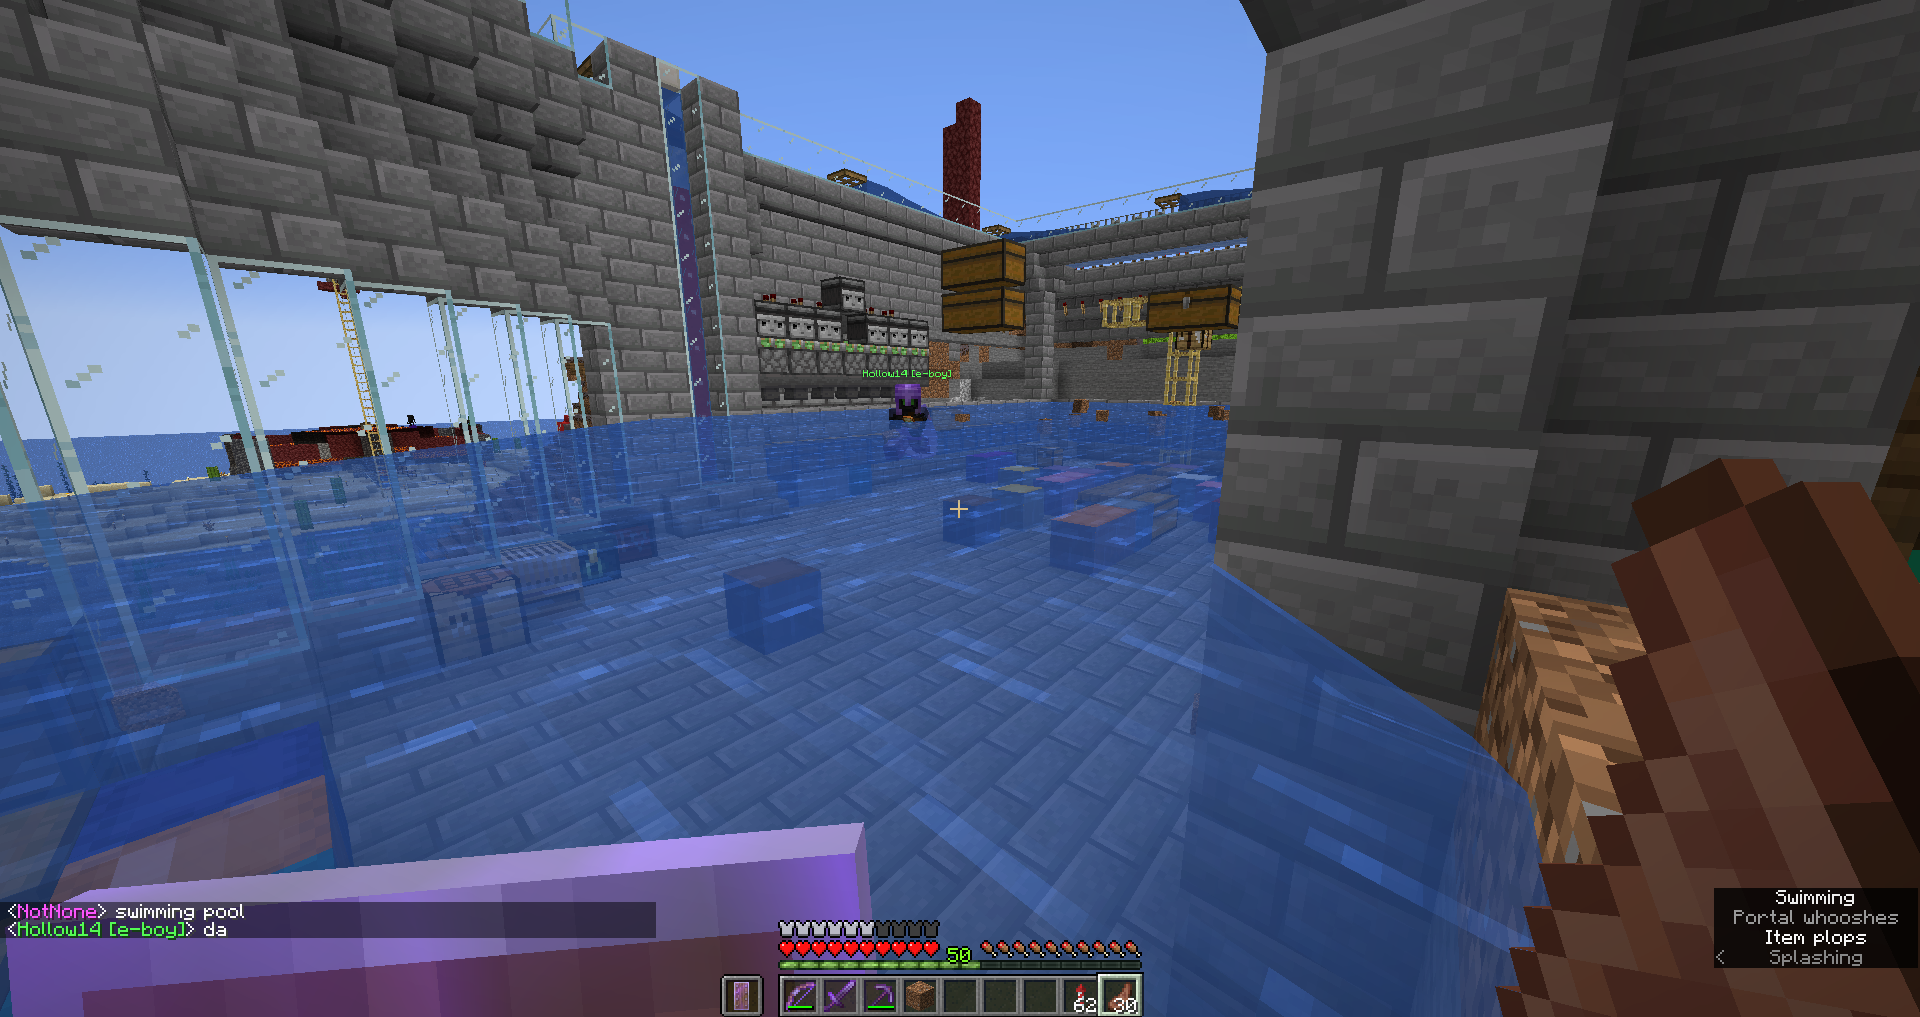 Hollow14 [e-boy]
<NotNone> swimming pool
<Hollow14 [e-boy]> da
50
62
30
Swimming
Portal whooshes
Item plops
< Splashing